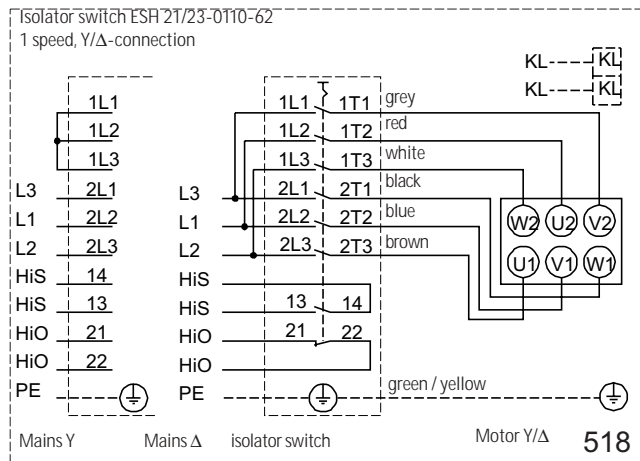 Isolator switch ESH 21/23-0110-62
1 speed, Y/Δ-connection
KL KL
KL KL
1L1 1L1 1T1 grey
1L2 1L2 1T2 red
1L3 1L3 1T3 white
L3 2L1 L3 2L1 2T1 black
L1 2L2 L1 2L2 2T2 blue
L2 2L3 L2 2L3 2T3 brown
W2 U2 V2
U1 V1 W1
HiS 14 HiS
HiS 13 HiS 13 14
HiO 21 HiO 21 22
HiO 22 HiO
PE PE green / yellow
Mains Y Mains Δ isolator switch Motor Y/Δ 518